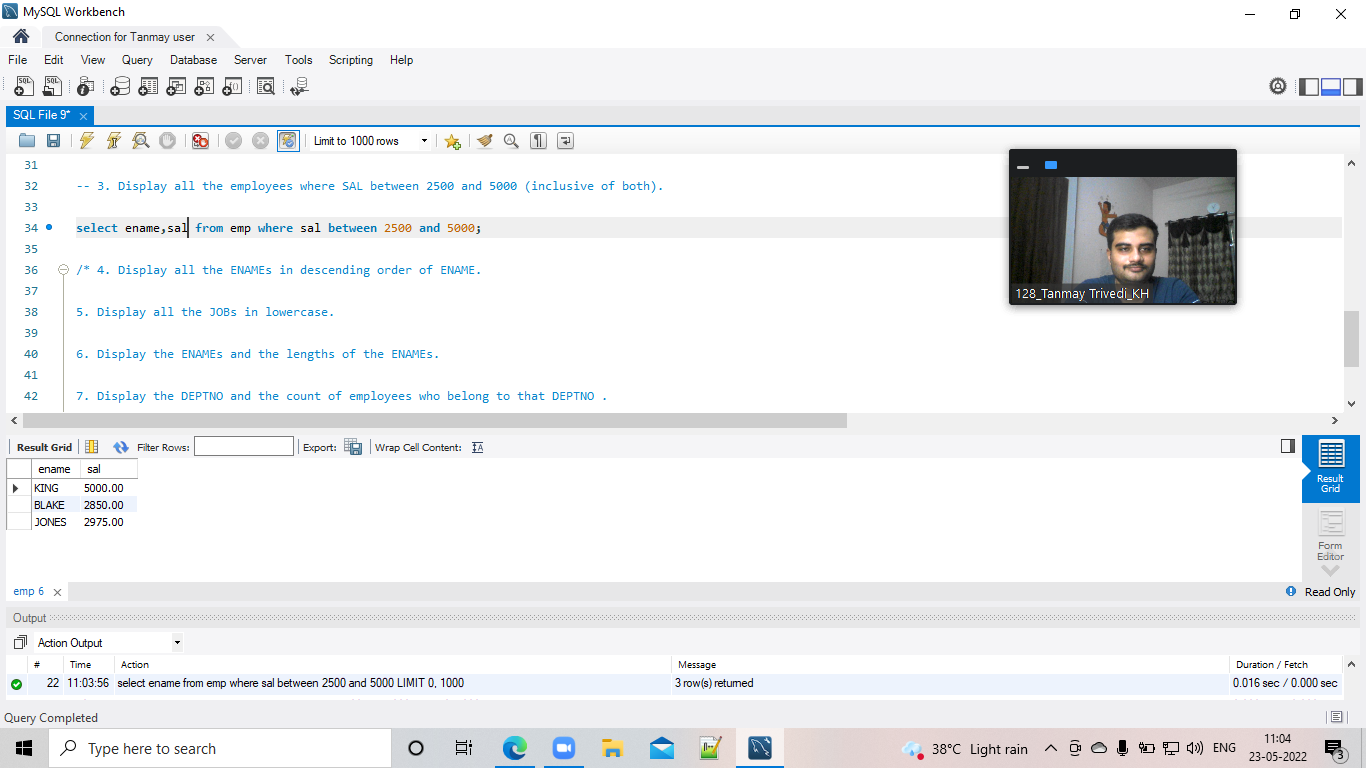 MySQL Workbench
Connection for Tanmay user
File Edit View Query Database Server Tools Scripting Help
SQL File 9*
Limit to 1000 rows
31
32 -- 3. Display all the employees where SAL between 2500 and 5000 (inclusive of both).
33
34 select ename,sal from emp where sal between 2500 and 5000;
35
36 /* 4. Display all the ENAMEs in descending order of ENAME.
37
38 5. Display all the JOBs in lowercase.
39
40 6. Display the ENAMEs and the lengths of the ENAMEs.
41
42 7. Display the DEPTNO and the count of employees who belong to that DEPTNO .
128_Tanmay Trivedi_KH
Result Grid Filter Rows: Export: Wrap Cell Content:
ename sal
KING 5000.00
BLAKE 2850.00
JONES 2975.00
Result
Grid
Form
Editor
emp 6 Read Only
Output
Action Output
# Time Action Message Duration / Fetch
22 11:03:56 select ename from emp where sal between 2500 and 5000 LIMIT 0, 1000 3 row(s) returned 0.016 sec / 0.000 sec
Query Completed
Type here to search
38°C Light rain
ENG
11:04
23-05-2022
3